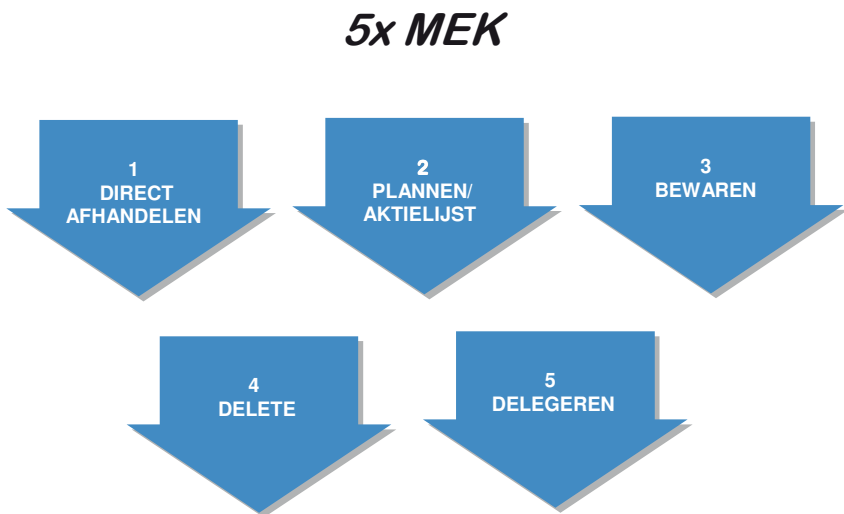 5x MEK
1
DIRECT
AFHANDELEN
2
PLANNEN/
AKTIELIJST
3
BEWAREN
4
DELETE
5
DELEGEREN